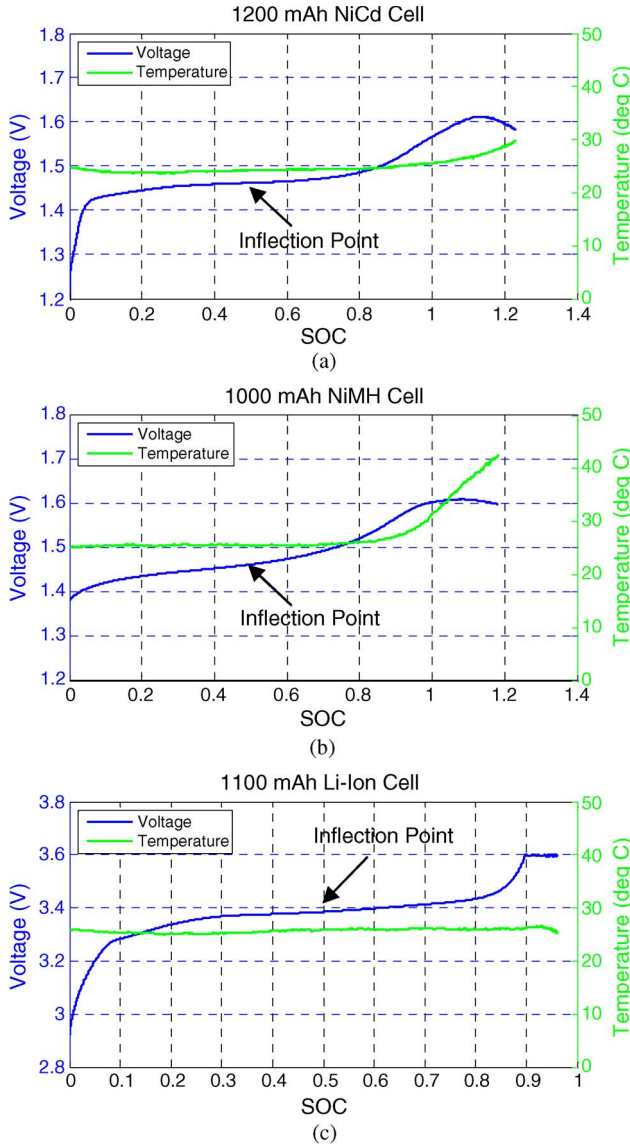 1200 mAh NiCd Cell
Voltage
Temperature
Voltage (V)
1.8
1.7
1.6
1.5
1.4
1.3
1.2
Inflection Point
Temperature (deg C)
50
40
30
20
10
0
0 0.2 0.4 0.6 0.8 1 1.2 1.4
SOC
(a)
1000 mAh NiMH Cell
Voltage
Temperature
Voltage (V)
1.8
1.7
1.6
1.5
1.4
1.3
1.2
Inflection Point
Temperature (deg C)
50
40
30
20
10
0
0 0.2 0.4 0.6 0.8 1 1.2 1.4
SOC
(b)
1100 mAh Li-Ion Cell
Voltage
Temperature
Voltage (V)
3.8
3.6
3.4
3.2
3
2.8
Inflection Point
Temperature (deg C)
50
40
30
20
10
0
0 0.1 0.2 0.3 0.4 0.5 0.6 0.7 0.8 0.9 1
SOC
(c)